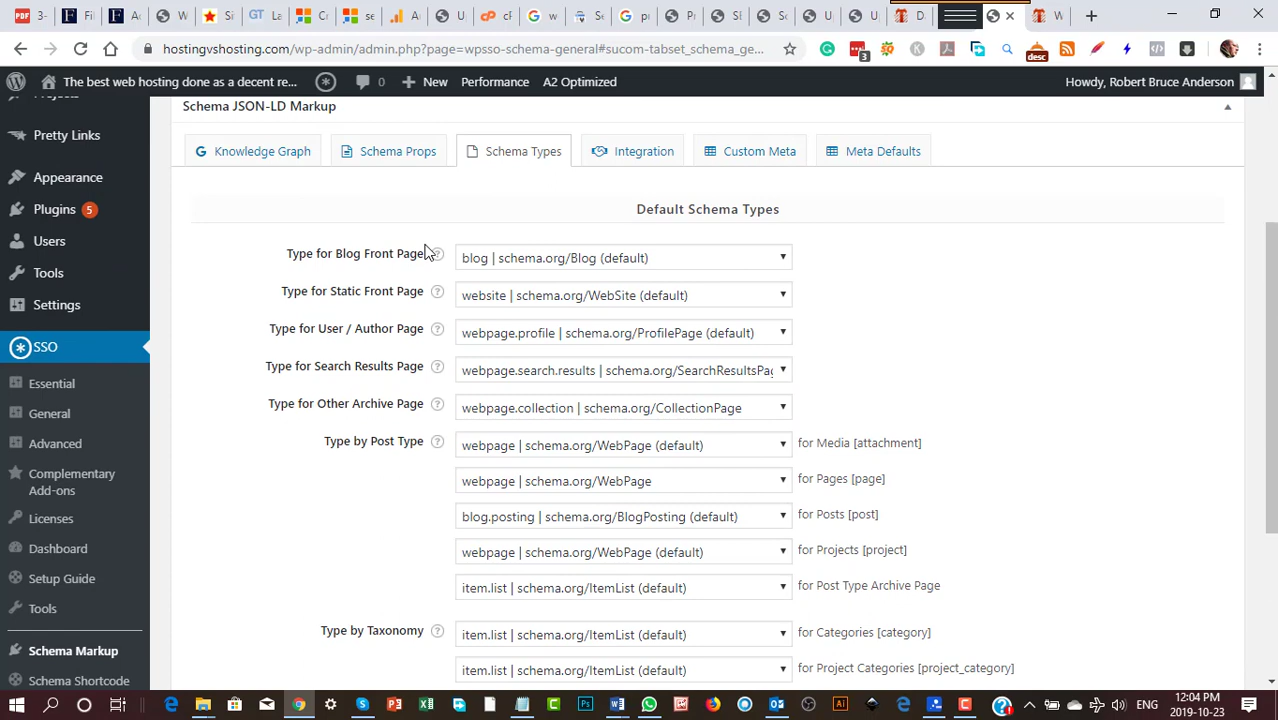 hostingvshosting.com/wp-admin/admin.php?page=wpsso-schema-general#sucom-tabset_schema_ge...
3
desc
The best web hosting done as a decent re... 0 New Performance A2 Optimized Howdy, Robert Bruce Anderson
Pretty Links
Appearance
Plugins 5
Users
Tools
Settings
SSO
Essential
General
Advanced
Complementary
Add-ons
Licenses
Dashboard
Setup Guide
Tools
Schema Markup
Schema Shortcode
Schema JSON-LD Markup
Knowledge Graph Schema Props Schema Types Integration Custom Meta Meta Defaults
Default Schema Types
Type for Blog Front Page blog | schema.org/Blog (default)
Type for Static Front Page website | schema.org/WebSite (default)
Type for User / Author Page webpage.profile | schema.org/ProfilePage (default)
Type for Search Results Page webpage.search.results | schema.org/SearchResultsPag
Type for Other Archive Page webpage.collection | schema.org/CollectionPage
Type by Post Type webpage | schema.org/WebPage (default) for Media [attachment]
webpage | schema.org/WebPage for Pages [page]
blog.posting | schema.org/BlogPosting (default) for Posts [post]
webpage | schema.org/WebPage (default) for Projects [project]
item.list | schema.org/ItemList (default) for Post Type Archive Page
Type by Taxonomy item.list | schema.org/ItemList (default) for Categories [category]
item.list | schema.org/ItemList (default) for Project Categories [project_category]
ENG
12:04 PM
2019-10-23